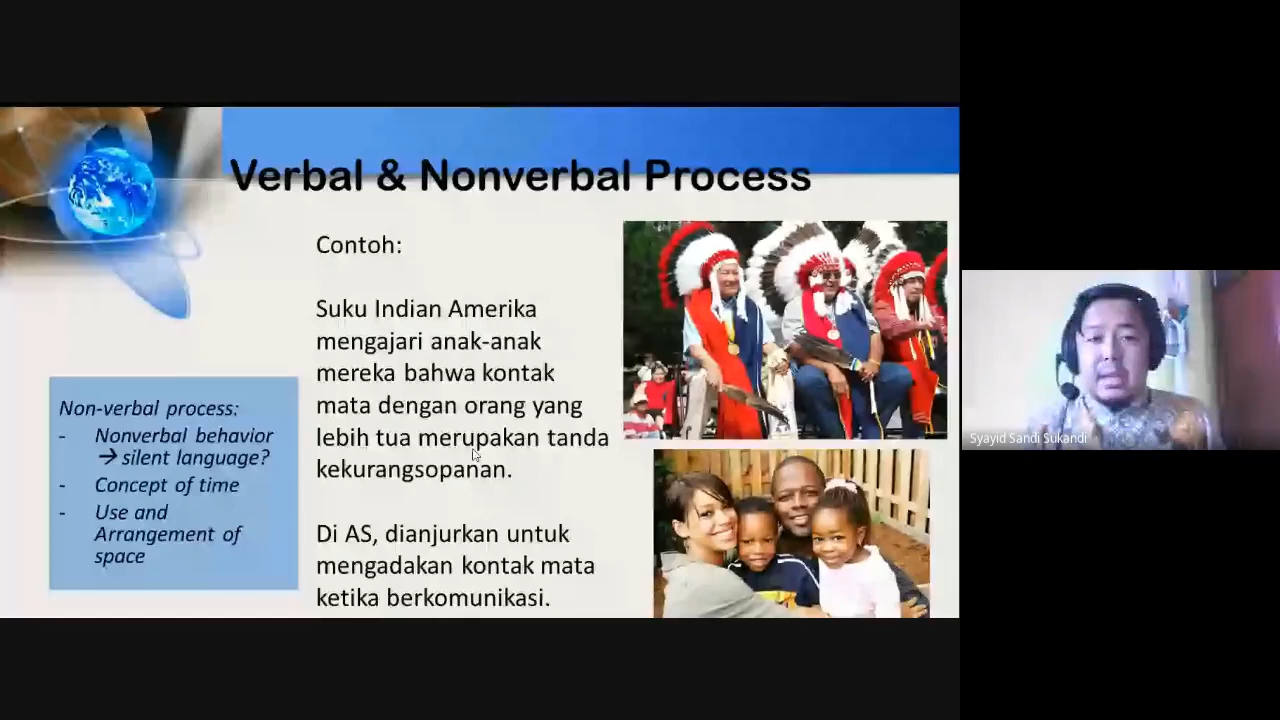 Verbal & Nonverbal Process
Contoh:
Suku Indian Amerika
mengajari anak-anak
mereka bahwa kontak
mata dengan orang yang
lebih tua merupakan tanda
kekurangsopanan.
Di AS, dianjurkan untuk
mengadakan kontak mata
ketika berkomunikasi.
Non-verbal process:
- Nonverbal behavior
→ silent language?
- Concept of time
- Use and
Arrangement of
space
Syayid Sandi Sukandi